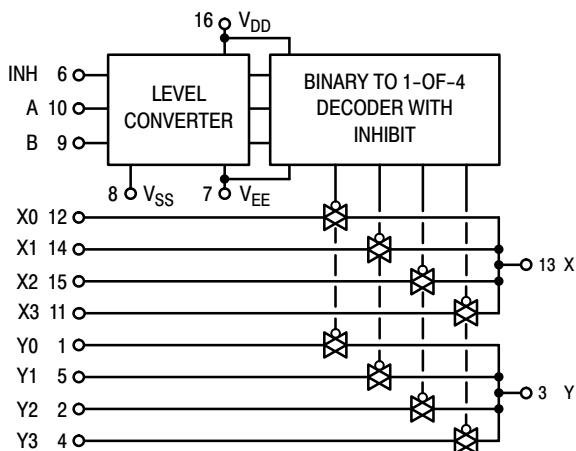 16 VDD
INH 6
A 10
B 9
LEVEL
CONVERTER
BINARY TO 1-OF-4
DECODER WITH
INHIBIT
8 VSS
7 VEE
X0 12
X1 14
X2 15
X3 11
13 X
Y0 1
Y1 5
Y2 2
Y3 4
3 Y